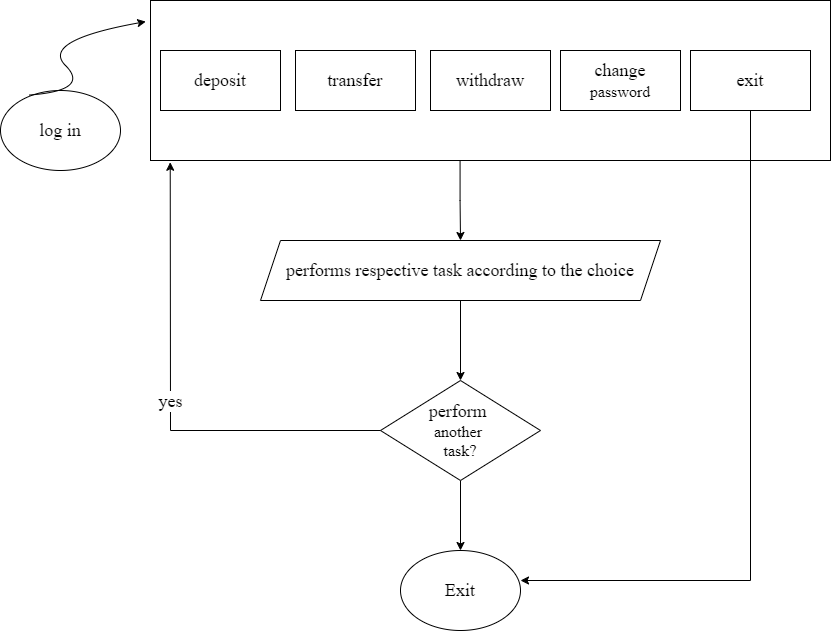 deposit
transfer
withdraw
change
password
exit
log in
performs respective task according to the choice
yes
perform
another
task?
Exit